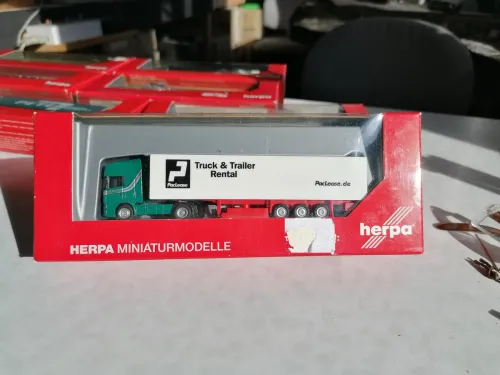 Truck & Trailer
Rental
PacLease
PacLease.de
HERPA MINIATURMODELLE
herpa